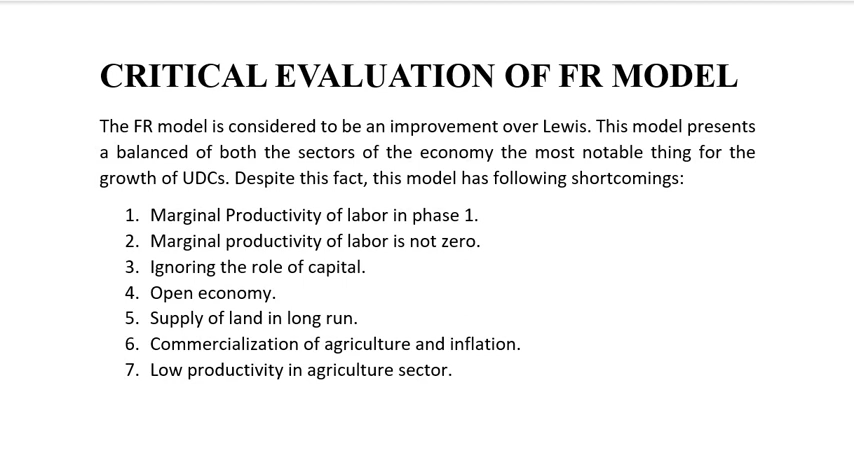 CRITICAL EVALUATION OF FR MODEL
The FR model is considered to be an improvement over Lewis. This model presents
a balanced of both the sectors of the economy the most notable thing for the
growth of UDCs. Despite this fact, this model has following shortcomings:
1. Marginal Productivity of labor in phase 1.
2. Marginal productivity of labor is not zero.
3. Ignoring the role of capital.
4. Open economy.
5. Supply of land in long run.
6. Commercialization of agriculture and inflation.
7. Low productivity in agriculture sector.